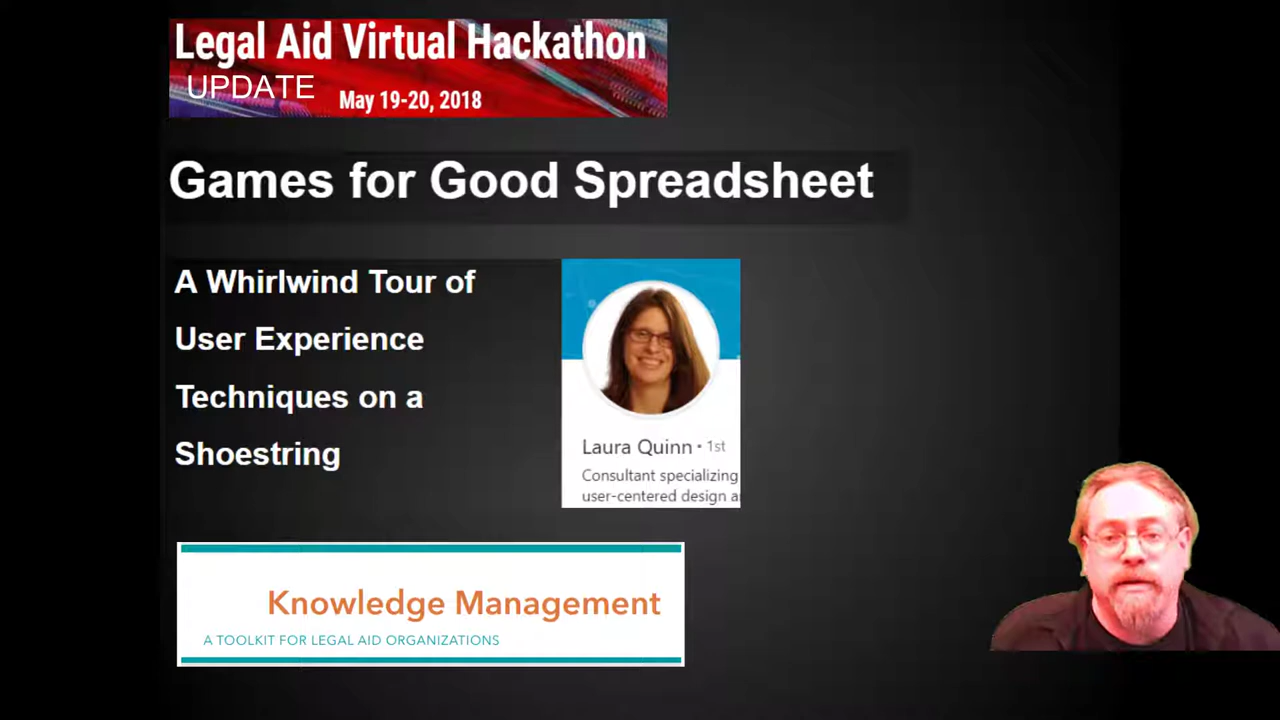 Legal Aid Virtual Hackathon
UPDATE
May 19-20, 2018
Games for Good Spreadsheet
A Whirlwind Tour of
User Experience
Techniques on a
Shoestring
Laura Quinn • 1st
Consultant specializing
user-centered design a
Knowledge Management
A TOOLKIT FOR LEGAL AID ORGANIZATIONS